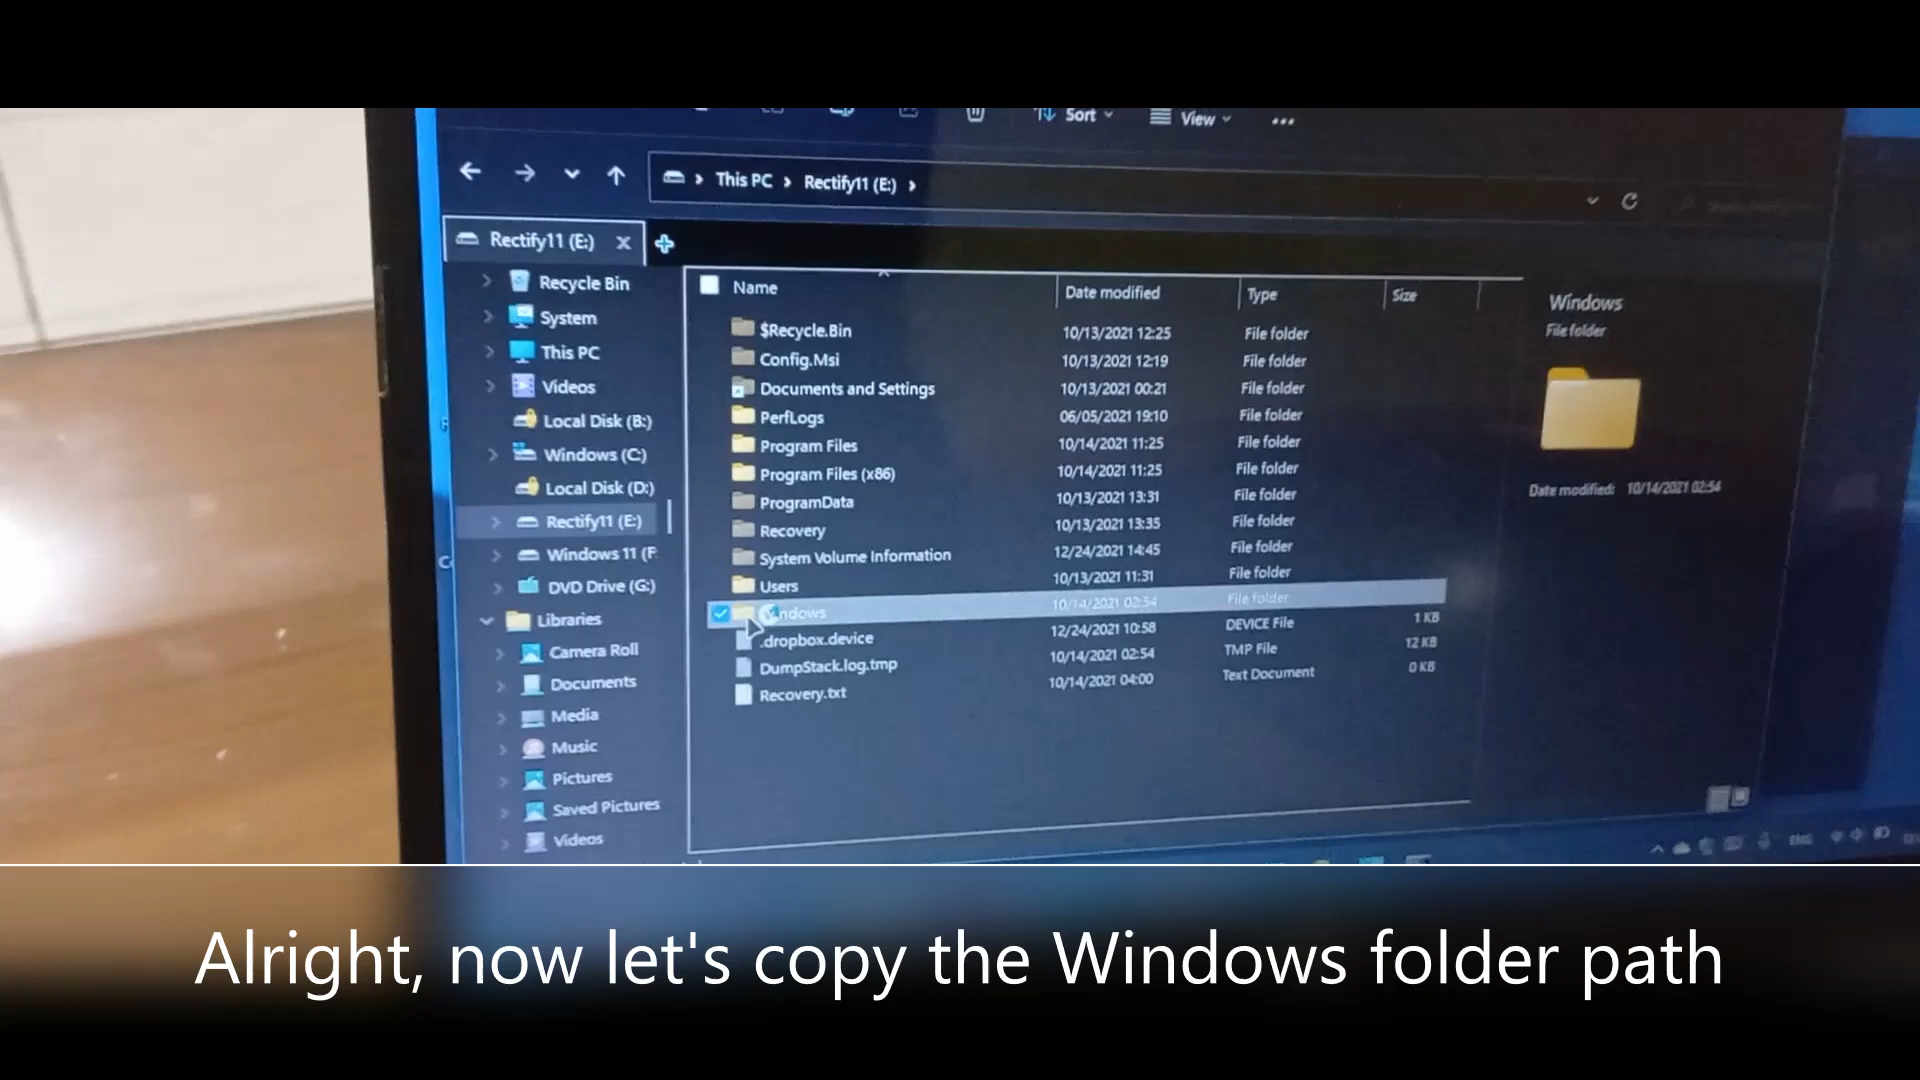 Sort
View
This PC
Rectify11 (E:)
Rectify11 (E:)
Recycle Bin
System
This PC
Videos
Local Disk (B:)
Windows (C:)
Local Disk (D:)
Rectify11 (E:)
Windows 11 (F
DVD Drive (G:)
Libraries
Camera Roll
Documents
Media
Music
Pictures
Saved Pictures
Videos
Name Date modified Type Size
$Recycle.Bin 10/13/2021 12:25 File folder
Config.Msi 10/13/2021 12:19 File folder
Documents and Settings 10/13/2021 00:21 File folder
PerfLogs 06/05/2021 19:10 File folder
Program Files 10/14/2021 11:25 File folder
Program Files (x86) 10/14/2021 11:25 File folder
ProgramData 10/13/2021 13:31 File folder
Recovery 10/13/2021 13:35 File folder
System Volume Information 12/24/2021 14:45 File folder
Users 10/13/2021 11:31 File folder
ndows 10/14/2021 02:54 File folder
.dropbox.device 12/24/2021 10:58 DEVICE File 1 KB
DumpStack.log.tmp 10/14/2021 02:54 TMP File 12 KB
Recovery.txt 10/14/2021 04:00 Text Document 0 KB
Windows
File folder
Date modified: 10/14/2021 02:54
ENG
Alright, now let's copy the Windows folder path